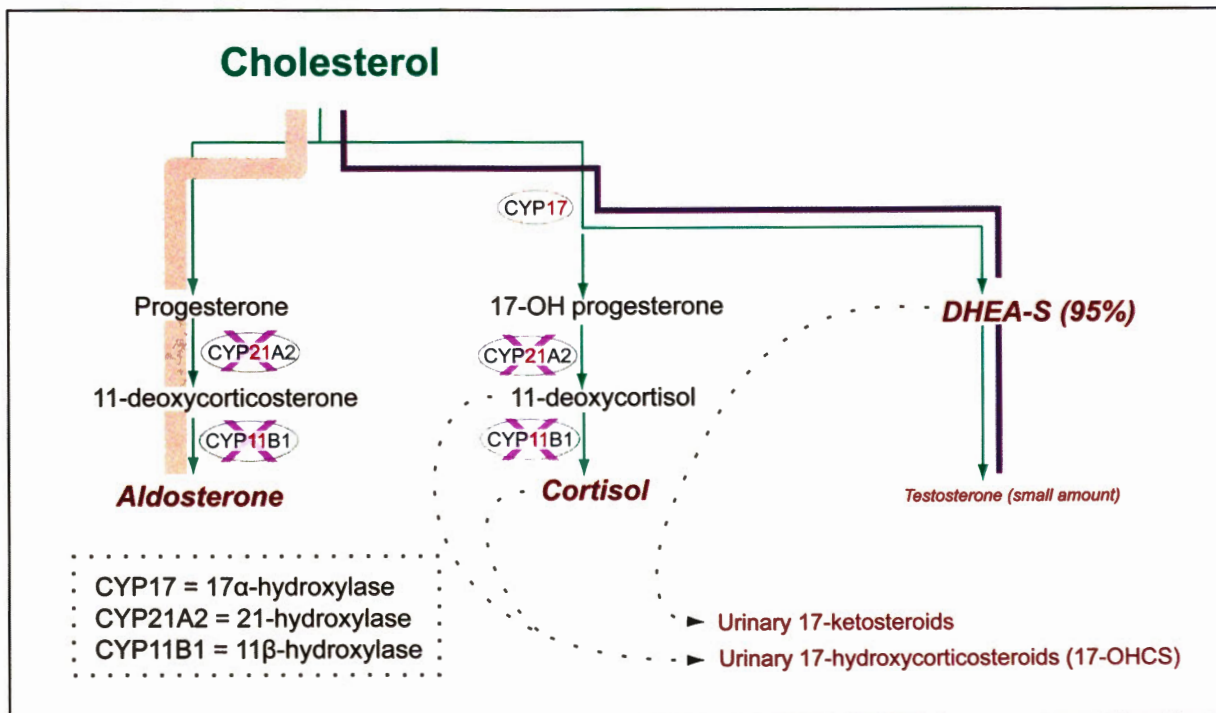 Cholesterol
CYP17
Progesterone
17-OH progesterone
DHEA-S (95%)
CYP21A2
CYP21A2
11-deoxycorticosterone
11-deoxycortisol
CYP11B1
CYP11B1
Aldosterone
Cortisol
Testosterone (small amount)
CYP17 = 17α-hydroxylase
CYP21A2 = 21-hydroxylase
CYP11B1 = 11β-hydroxylase
Urinary 17-ketosteroids
Urinary 17-hydroxycorticosteroids (17-OHCS)